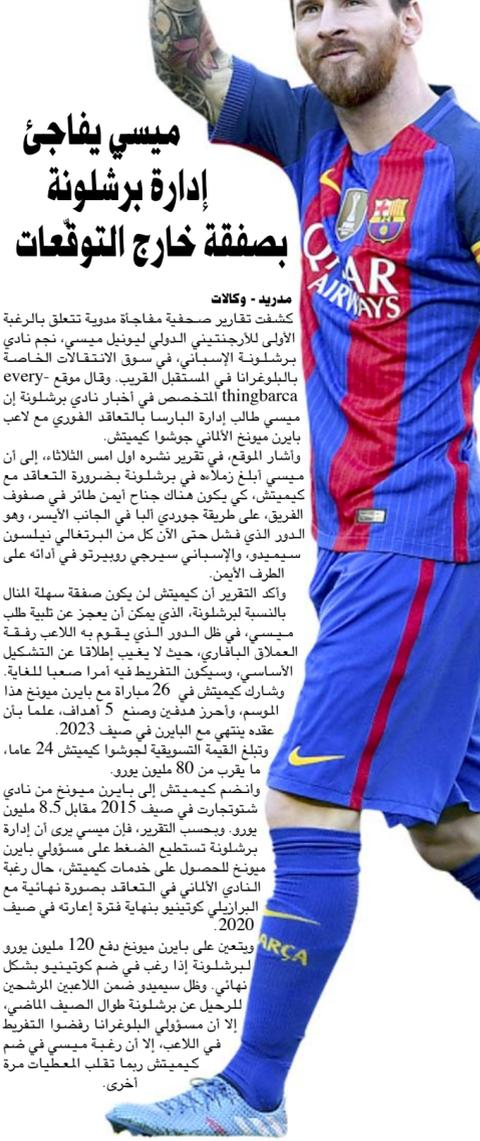 ميسي يفاجئ
إدارة برشلونة
بصفقة خارج التوقّعات
مدريد - وكالات
كشفت تقارير صحفية مفاجأة مدوية تتعلق بالرغبة
الأولى للأرجنتيني الدولي ليونيل ميسي، نجم نادي
برشلونة الإسباني، في سوق الانتقالات الخاصة
بالبلوغرانا في المستقبل القريب. وقال موقع every-
thingbarca المتخصص في أخبار نادي برشلونة إن
ميسي طالب إدارة البارسا بالتعاقد الفوري مع لاعب
بايرن ميونخ الألماني جوشوا كيميتش.
وأشار الموقع، في تقرير نشره اول امس الثلاثاء، إلى أن
ميسي أبلغ زملاءه في برشلونة بضرورة التعاقد مع
كيميتش، كي يكون هناك جناح أيمن طائر في صفوف
الفريق، على طريقة جوردي ألبا في الجانب الأيسر، وهو
الدور الذي فشل حتى الآن كل من البرتغالي نيلسون
سيميدو، والإسباني سيرجي روبيرتو في أدائه على
الطرف الأيمن.
وأكد التقرير أن كيميتش لن يكون صفقة سهلة المنال
بالنسبة لبرشلونة، الذي يمكن أن يعجز عن تلبية طلب
ميسي، في ظل الدور الذي يقوم به اللاعب رفقة
العملاق البافاري، حيث لا يغيب إطلاقا عن التشكيل
الأساسي، وسيكون التفريط فيه أمرا صعبا للغاية.
وشارك كيميتش في 26 مباراة مع بايرن ميونخ هذا
الموسم، وأحرز هدفين وصنع 5 أهداف، علما بأن
عقده ينتهي مع البايرن في صيف 2023.
وتبلغ القيمة التسويقية لجوشوا كيميتش 24 عاما،
ما يقرب من 80 مليون يورو.
وانضم كيميتش إلى بايرن ميونخ من نادي
شتوتجارت في صيف 2015 مقابل 8.5 مليون
يورو. وبحسب التقرير، فإن ميسي يرى أن إدارة
برشلونة تستطيع الضغط على مسؤولي بايرن
ميونخ للحصول على خدمات كيميتش، حال رغبة
النادي الألماني في التعاقد بصورة نهائية مع
البرازيلي كوتينيو بنهاية فترة إعارته في صيف
2020.
ويتعين على بايرن ميونخ دفع 120 مليون يورو
لبرشلونة إذا رغب في ضم كوتينيو بشكل
نهائي. وظل سيميدو ضمن اللاعبين المرشحين
للرحيل عن برشلونة طوال الصيف الماضي،
إلا أن مسؤولي البلوغرانا رفضوا التفريط
في اللاعب، إلا أن رغبة ميسي في ضم
كيميتش ربما تقلب المعطيات مرة
أخرى.
QATAR
AIRWAYS
ARÇA